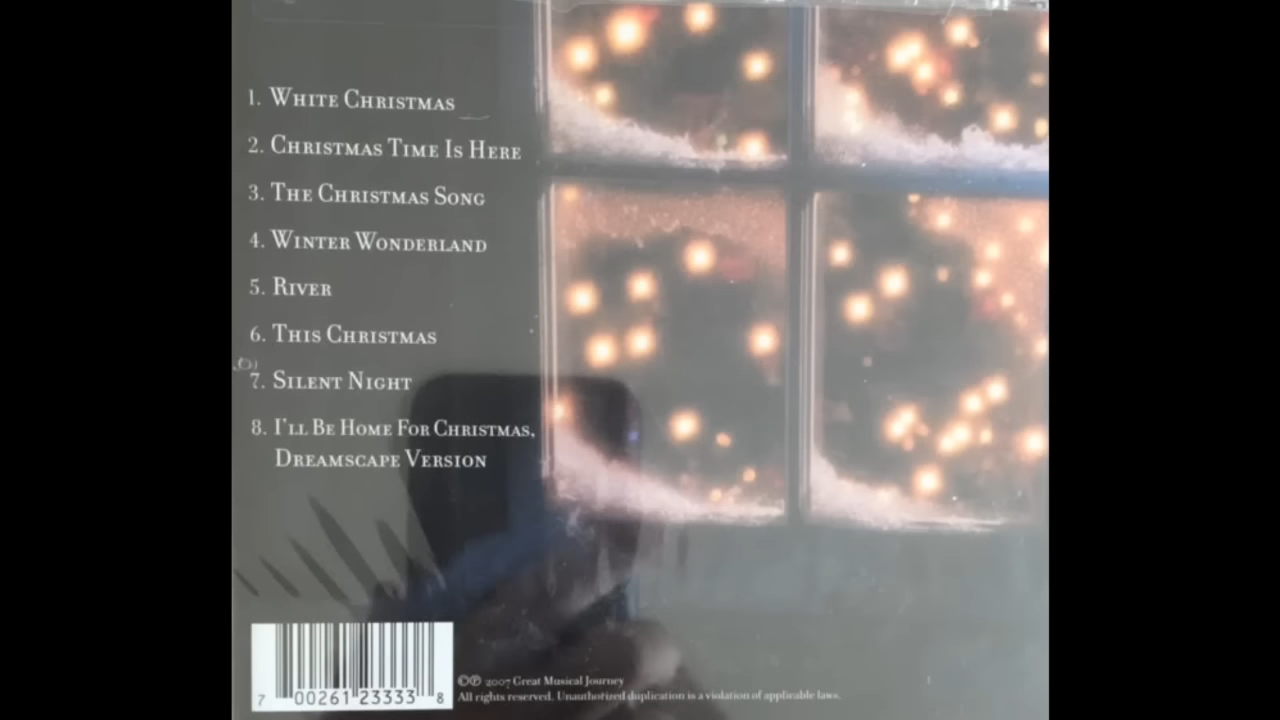 1. White Christmas
2. Christmas Time Is Here
3. The Christmas Song
4. Winter Wonderland
5. River
6. This Christmas
7. Silent Night
8. I'll Be Home For Christmas,
Dreamscape Version
7 00261 23333 8
©℗ 2007 Great Musical Journey
All rights reserved. Unauthorized duplication is a violation of applicable laws.